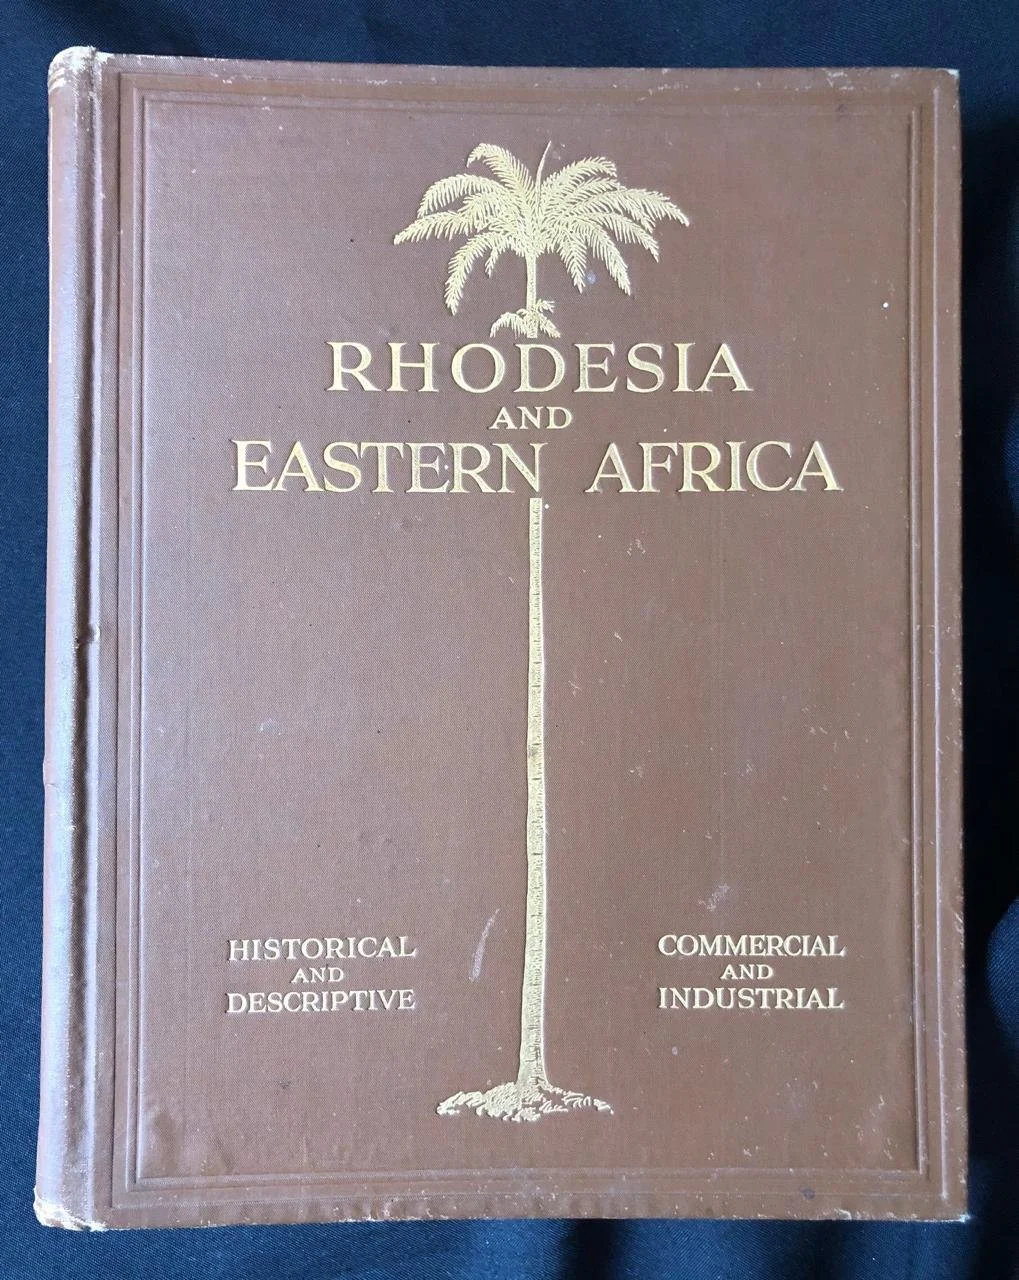 RHODESIA
AND
EASTERN AFRICA
HISTORICAL
AND
DESCRIPTIVE
COMMERCIAL
AND
INDUSTRIAL